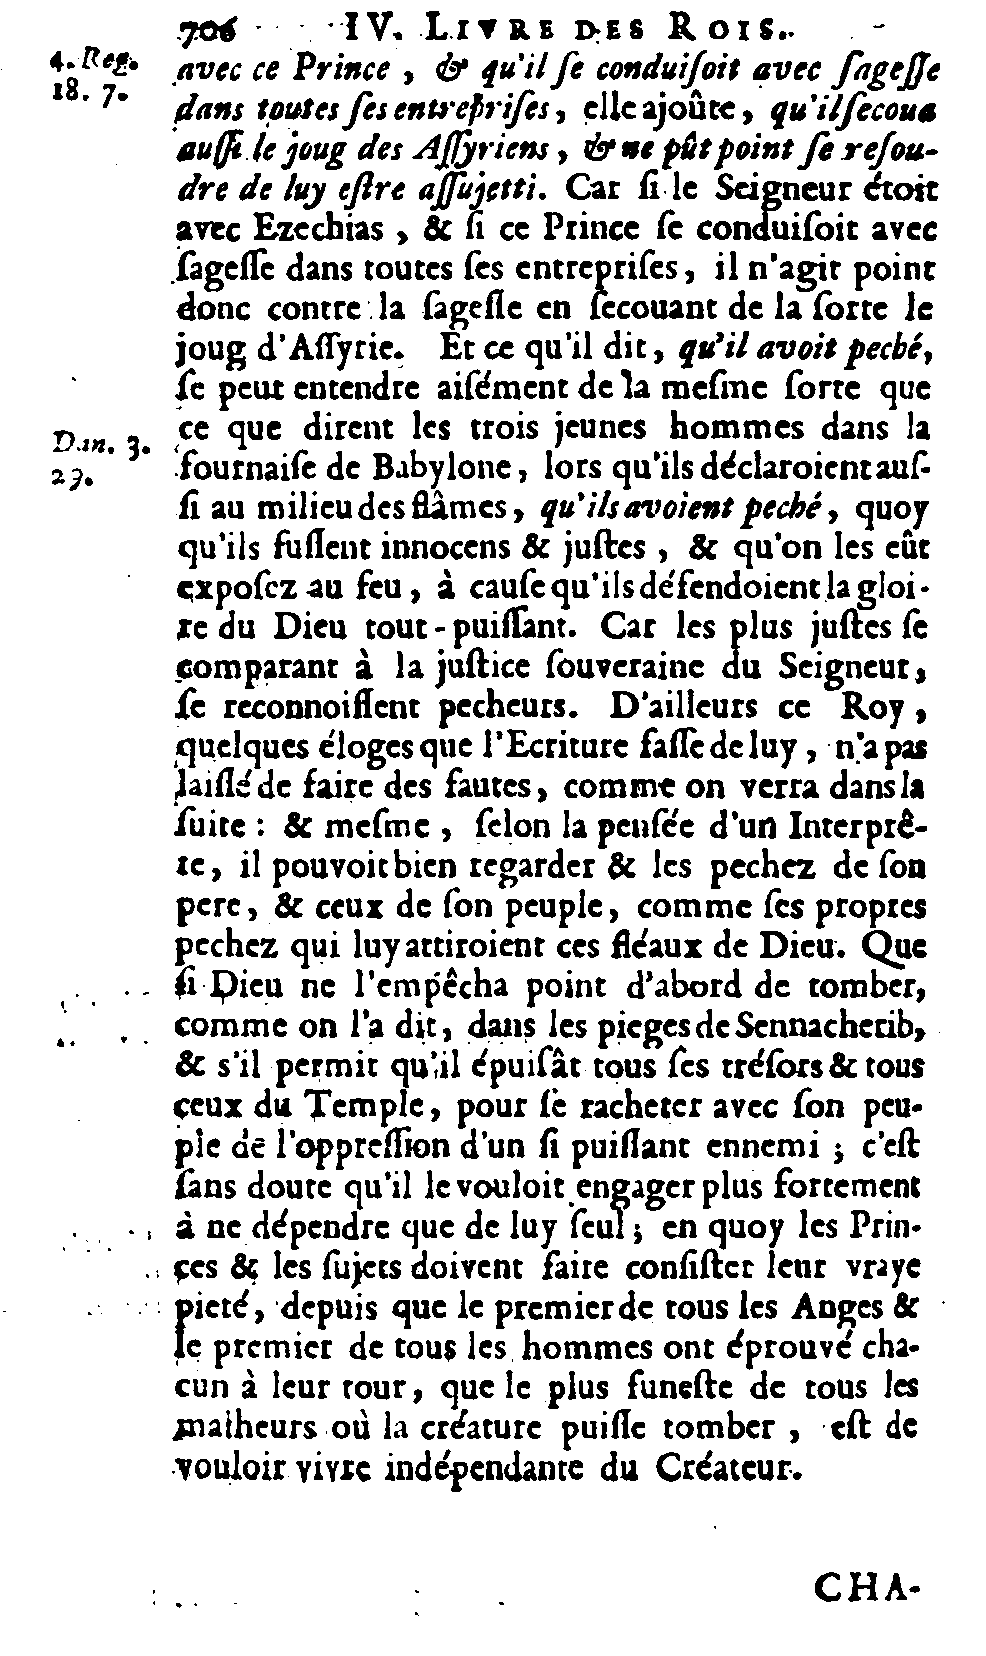 706 IV. LIVRE DES ROIS.
4. Reg. 18. 7.
avec ce Prince, & qu'il ſe conduiſoit avec ſageſſe
dans toutes ſes entrepriſes, elle ajoûte, qu'il ſecoua
auſſi le joug des Aſſyriens, & ne pût point ſe reſou-
dre de luy eſtre aſſujetti. Car ſi le Seigneur étoit
avec Ezechias, & ſi ce Prince ſe conduiſoit avec
ſageſſe dans toutes ſes entrepriſes, il n'agit point
donc contre la ſageſſe en ſecouant de la ſorte le
joug d'Aſſyrie. Et ce qu'il dit, qu'il avoit peché,
ſe peut entendre aiſément de la meſme ſorte que
Dan. 3. 29.
ce que dirent les trois jeunes hommes dans la
fournaiſe de Babylone, lors qu'ils déclaroient auſ-
ſi au milieu des flâmes, qu'ils avoient peché, quoy
qu'ils fuſſent innocens & juſtes, & qu'on les eût
expoſez au feu, à cauſe qu'ils défendoient la gloi-
re du Dieu tout-puiſſant. Car les plus juſtes ſe
comparant à la juſtice ſouveraine du Seigneur,
ſe reconnoiſſent pecheurs. D'ailleurs ce Roy,
quelques éloges que l'Ecriture faſſe de luy, n'a pas
laiſſé de faire des fautes, comme on verra dans la
ſuite: & meſme, ſelon la penſée d'un Interprê-
te, il pouvoit bien regarder & les pechez de ſon
pere, & ceux de ſon peuple, comme ſes propres
pechez qui luy attiroient ces fléaux de Dieu. Que
ſi Dieu ne l'empêcha point d'abord de tomber,
comme on l'a dit, dans les pieges de Sennacherib,
& s'il permit qu'il épuiſât tous ſes tréſors & tous
ceux du Temple, pour ſe racheter avec ſon peu-
ple de l'oppreſſion d'un ſi puiſſant ennemi; c'eſt
ſans doute qu'il le vouloit engager plus fortement
à ne dépendre que de luy ſeul; en quoy les Prin-
ces & les ſujets doivent faire conſiſter leur vraye
pieté, depuis que le premier de tous les Anges &
le premier de tous les hommes ont éprouvé cha-
cun à leur tour, que le plus funeſte de tous les
malheurs où la créature puiſſe tomber, eſt de
vouloir vivre indépendante du Créateur.
CHA-